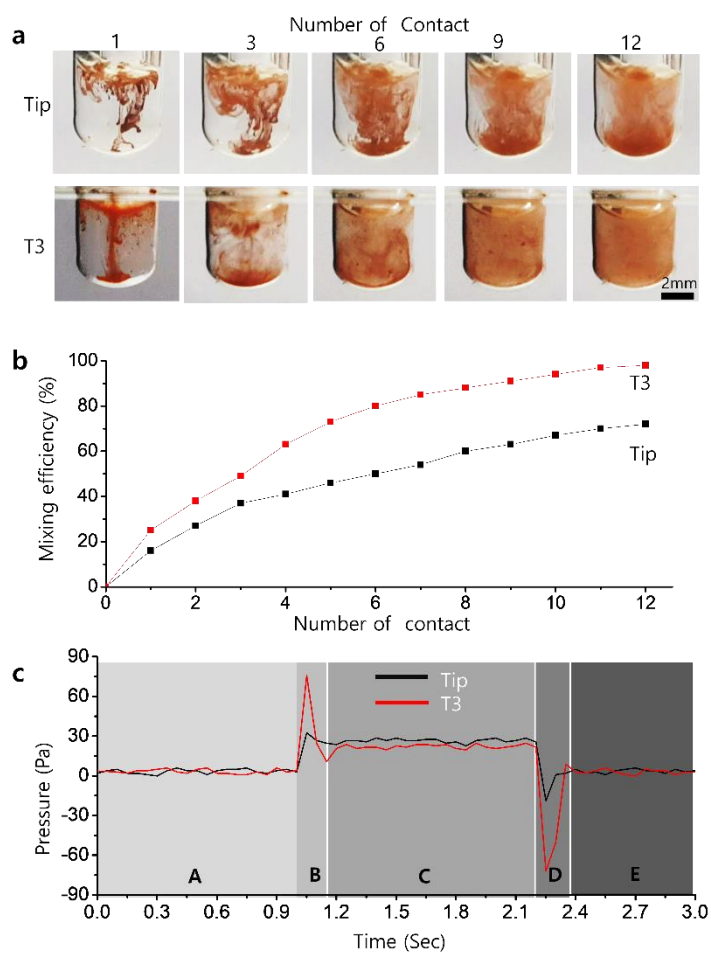 a
Number of Contact
1 3 6 9 12
Tip
T3
2mm
b
Mixing efficiency (%)
100
80
60
40
20
0
T3
Tip
0 2 4 6 8 10 12
Number of contact
c
Pressure (Pa)
90
60
30
0
-30
-60
-90
Tip
T3
A B C D E
0.0 0.3 0.6 0.9 1.2 1.5 1.8 2.1 2.4 2.7 3.0
Time (Sec)